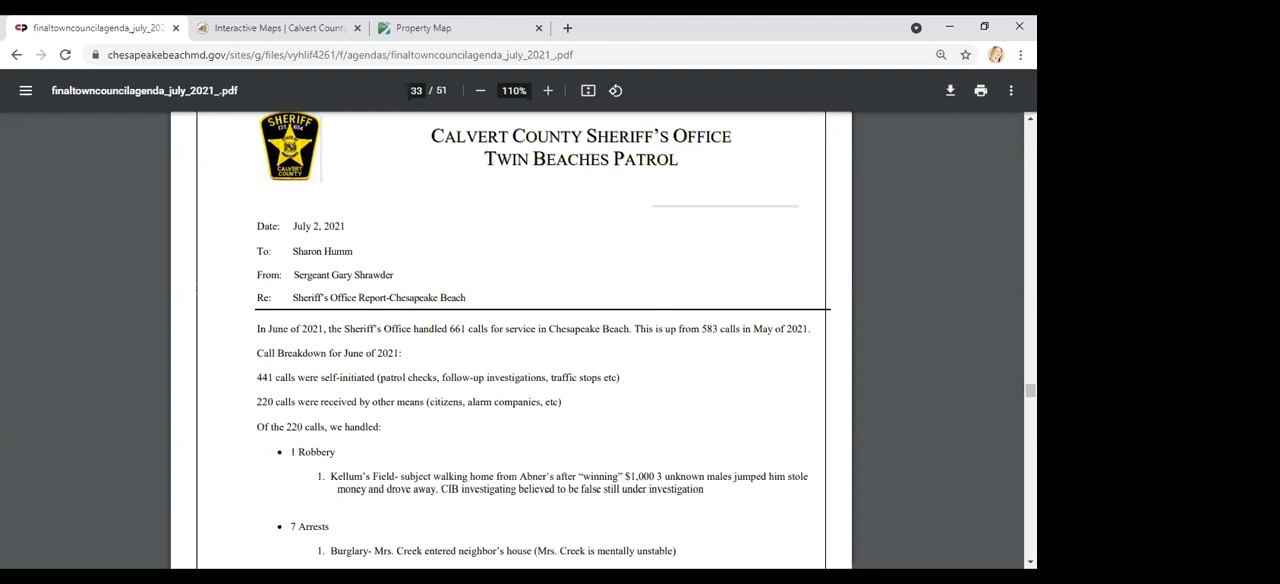 finaltowncouncilagenda_july_202
Interactive Maps | Calvert County
Property Map
chesapeakebeachmd.gov/sites/g/files/vyhlif4261/f/agendas/finaltowncouncilagenda_july_2021_.pdf
finaltowncouncilagenda_july_2021_.pdf
33 / 51
110%
SHERIFF
EST. 1654
CALVERT
COUNTY
CALVERT COUNTY SHERIFF'S OFFICE
TWIN BEACHES PATROL
Date: July 2, 2021
To: Sharon Humm
From: Sergeant Gary Shrawder
Re: Sheriff's Office Report-Chesapeake Beach
In June of 2021, the Sheriff's Office handled 661 calls for service in Chesapeake Beach. This is up from 583 calls in May of 2021.
Call Breakdown for June of 2021:
441 calls were self-initiated (patrol checks, follow-up investigations, traffic stops etc)
220 calls were received by other means (citizens, alarm companies, etc)
Of the 220 calls, we handled:
• 1 Robbery
1. Kellum's Field- subject walking home from Abner's after “winning” $1,000 3 unknown males jumped him stole
money and drove away. CIB investigating believed to be false still under investigation
• 7 Arrests
1. Burglary- Mrs. Creek entered neighbor's house (Mrs. Creek is mentally unstable)